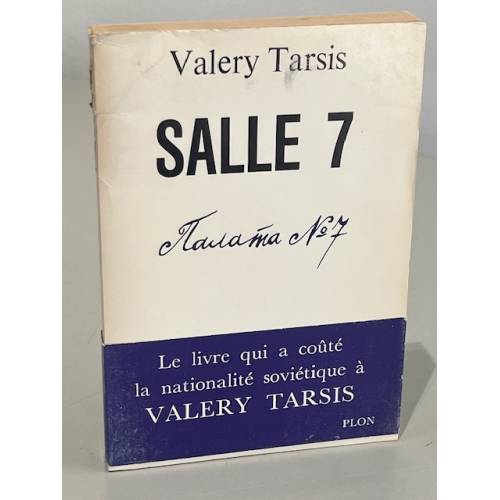 Valery Tarsis
SALLE 7
Палата №7
Le livre qui a coûté
la nationalité soviétique à
VALERY TARSIS
PLON